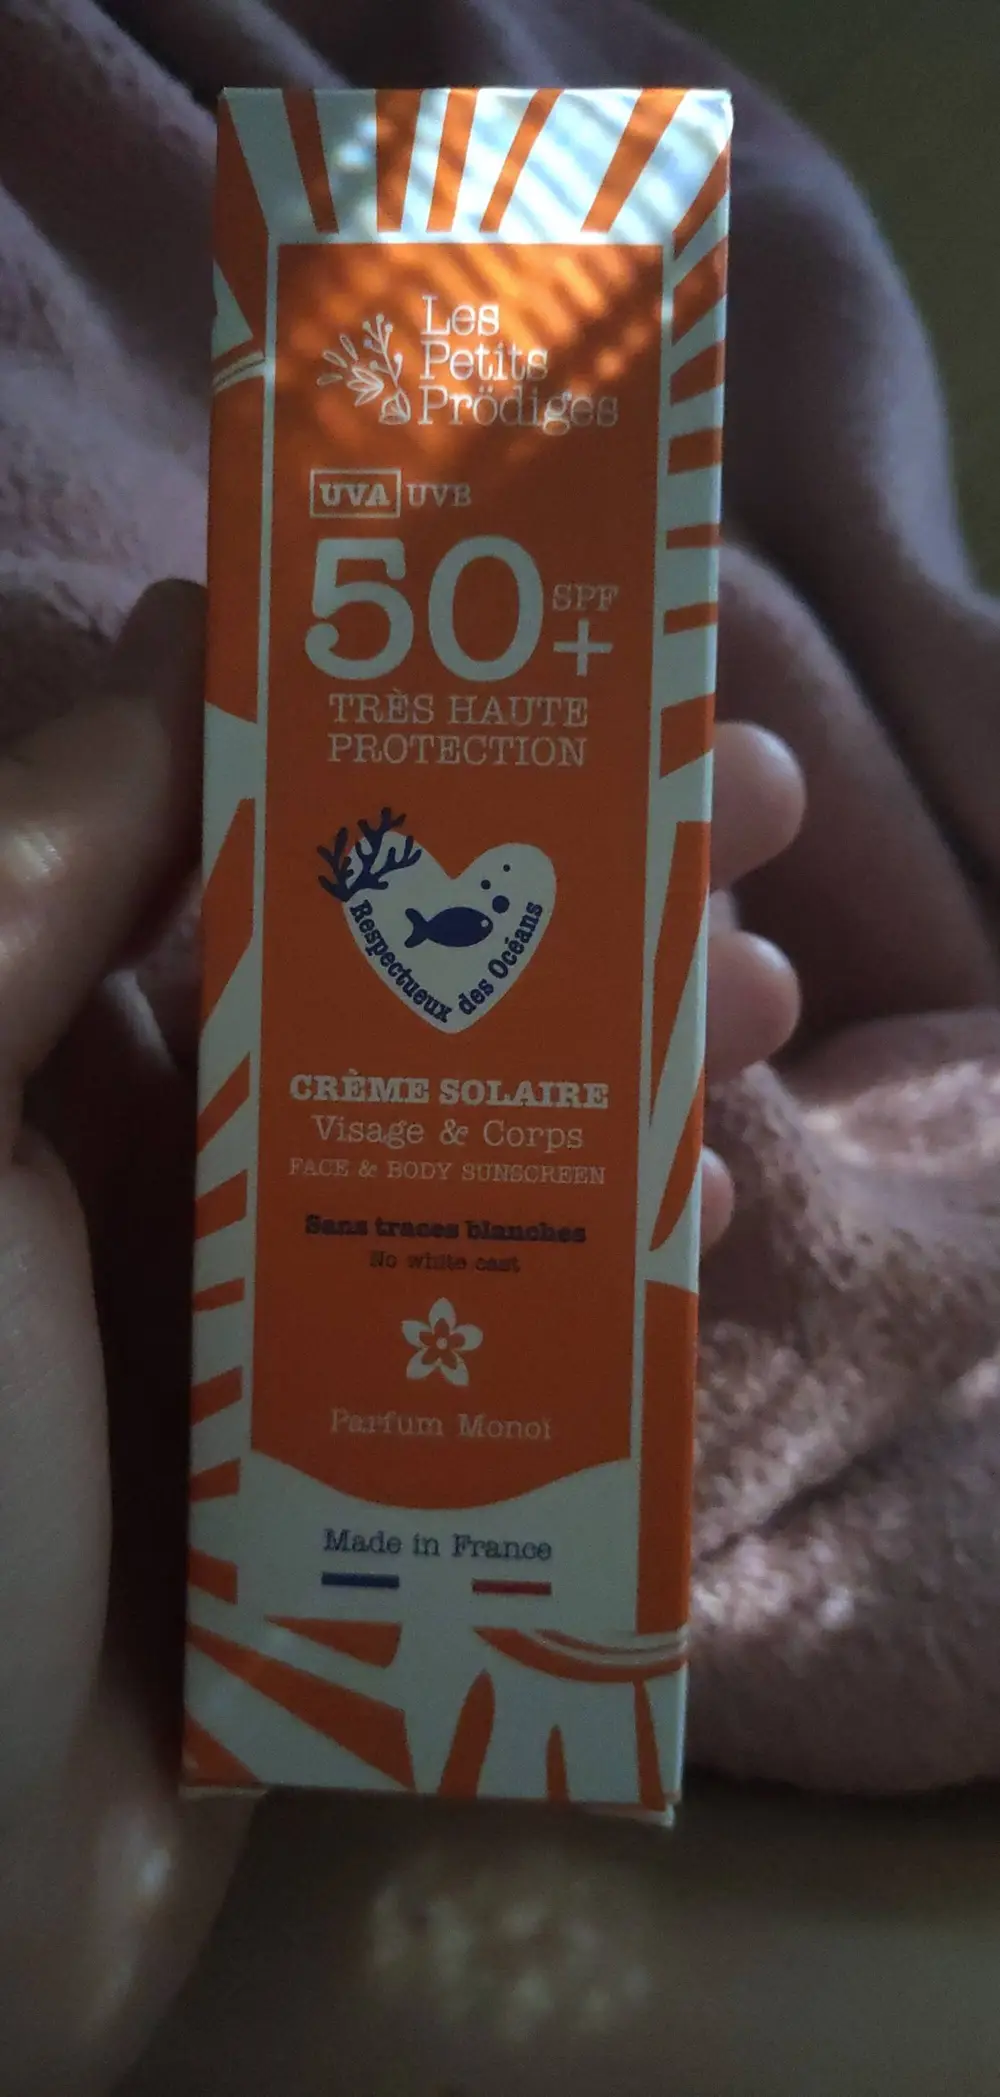 Les
Petits
Prödiges
UVA UVB
50 SPF
+
TRÈS HAUTE
PROTECTION
Respectueux des Océans
CRÈME SOLAIRE
Visage & Corps
FACE & BODY SUNSCREEN
Sans traces blanches
No white cast
Parfum Monoï
Made in France